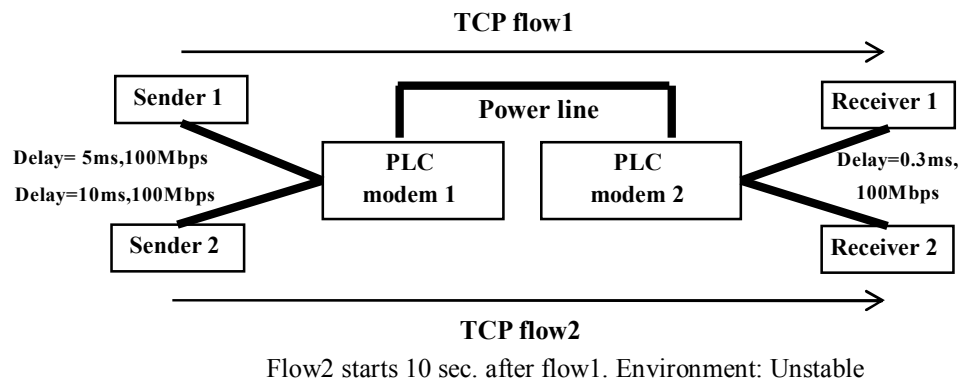 TCP flow1
Sender 1
Receiver 1
Power line
Delay= 5ms,100Mbps
Delay=10ms,100Mbps
PLC
modem 1
PLC
modem 2
Delay=0.3ms,
100Mbps
Sender 2
Receiver 2
TCP flow2
Flow2 starts 10 sec. after flow1. Environment: Unstable